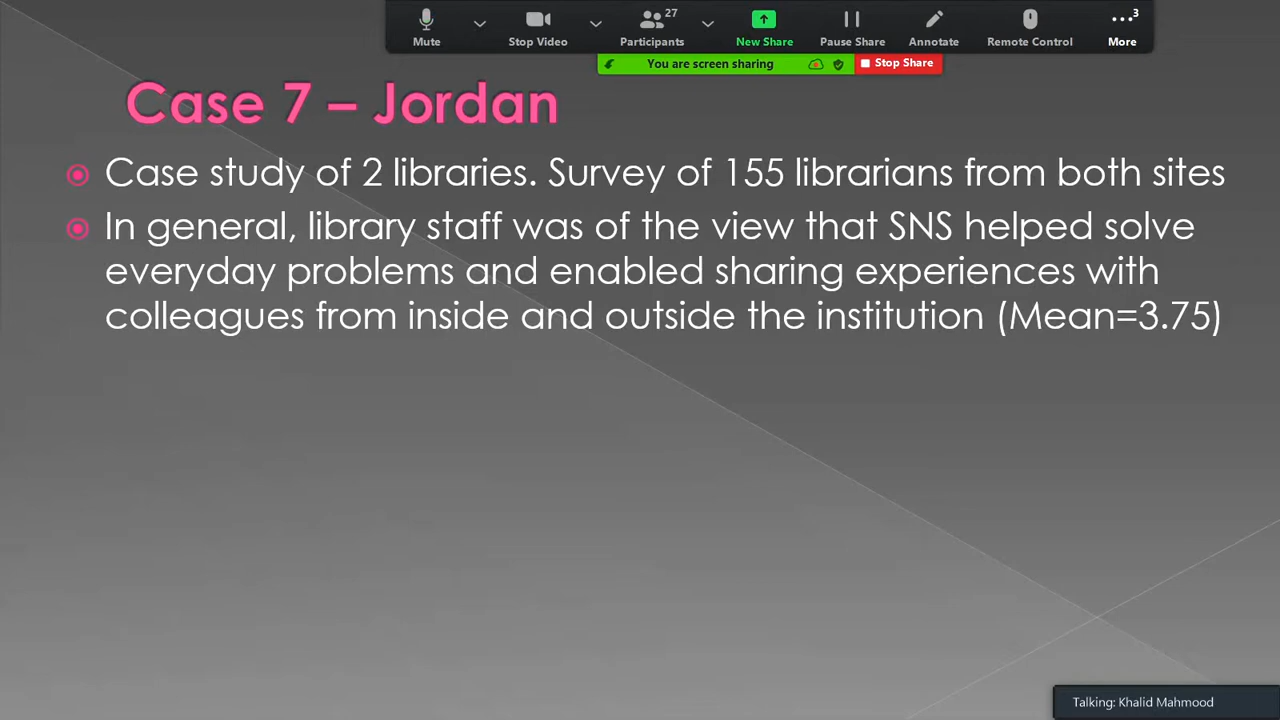 27
3
Mute
Stop Video
Participants
New Share
Pause Share
Annotate
Remote Control
More
You are screen sharing
Stop Share
Case 7 – Jordan
Case study of 2 libraries. Survey of 155 librarians from both sites
In general, library staff was of the view that SNS helped solve
everyday problems and enabled sharing experiences with
colleagues from inside and outside the institution (Mean=3.75)
Talking: Khalid Mahmood